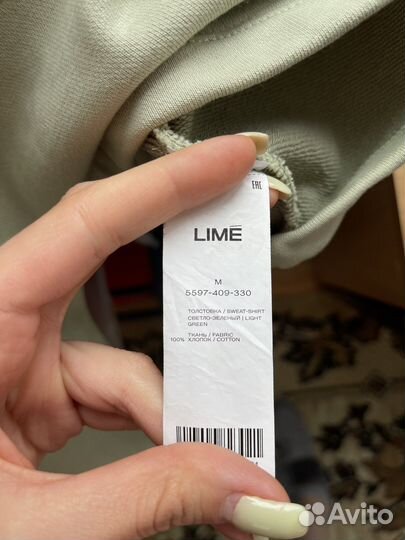 EAC
LIMÉ
M
5597-409-330
ТОЛСТОВКА / SWEAT-SHIRT
СВЕТЛО-ЗЕЛЕНЫЙ | LIGHT
GREEN
ТКАНЬ / FABRIC
100% ХЛОПОК / COTTON
Avito